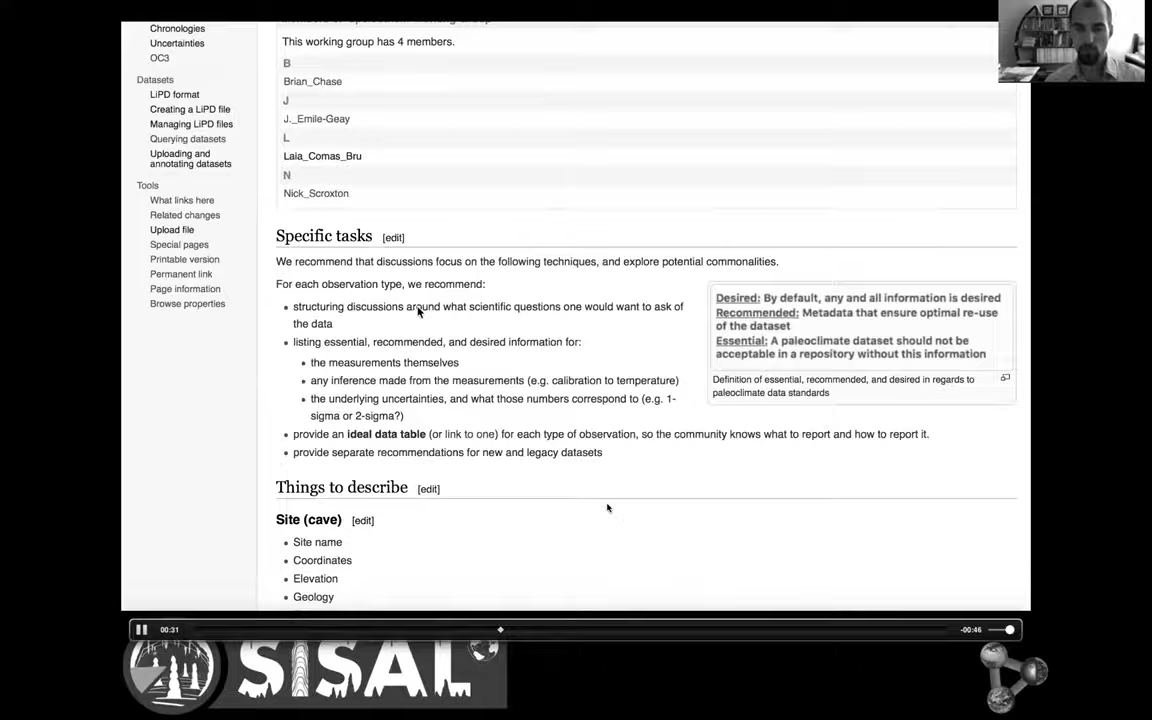 Chronologies
Uncertainties
OC3
Datasets
LiPD format
Creating a LiPD file
Managing LiPD files
Querying datasets
Uploading and
annotating datasets
Tools
What links here
Related changes
Upload file
Special pages
Printable version
Permanent link
Page information
Browse properties
This working group has 4 members.
B
Brian_Chase
J
J._Emile-Geay
L
Laia_Comas_Bru
N
Nick_Scroxton
Specific tasks [edit]
We recommend that discussions focus on the following techniques, and explore potential commonalities.
For each observation type, we recommend:
structuring discussions around what scientific questions one would want to ask of
the data
listing essential, recommended, and desired information for:
the measurements themselves
any inference made from the measurements (e.g. calibration to temperature)
the underlying uncertainties, and what those numbers correspond to (e.g. 1-
sigma or 2-sigma?)
provide an ideal data table (or link to one) for each type of observation, so the community knows what to report and how to report it.
provide separate recommendations for new and legacy datasets
Desired: By default, any and all information is desired
Recommended: Metadata that ensure optimal re-use
of the dataset
Essential: A paleoclimate dataset should not be
acceptable in a repository without this information
Definition of essential, recommended, and desired in regards to
paleoclimate data standards
Things to describe [edit]
Site (cave) [edit]
Site name
Coordinates
Elevation
Geology
00:31
-00:46
SISAL